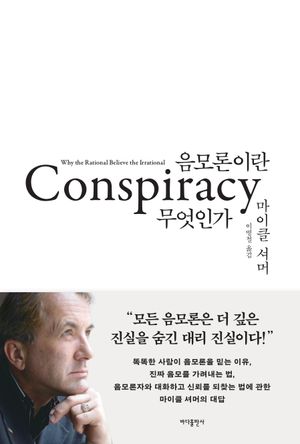 Why the Rational Believe the Irrational
음모론이란
Conspiracy
무엇인가
마이클 셔머
이병철 옮김
“모든 음모론은 더 깊은
진실을 숨긴 대리 진실이다!”
똑똑한 사람이 음모론을 믿는 이유,
진짜 음모를 가려내는 법,
음모론자와 대화하고 신뢰를 되찾는 법에 관한
마이클 셔머의 대답
바다출판사